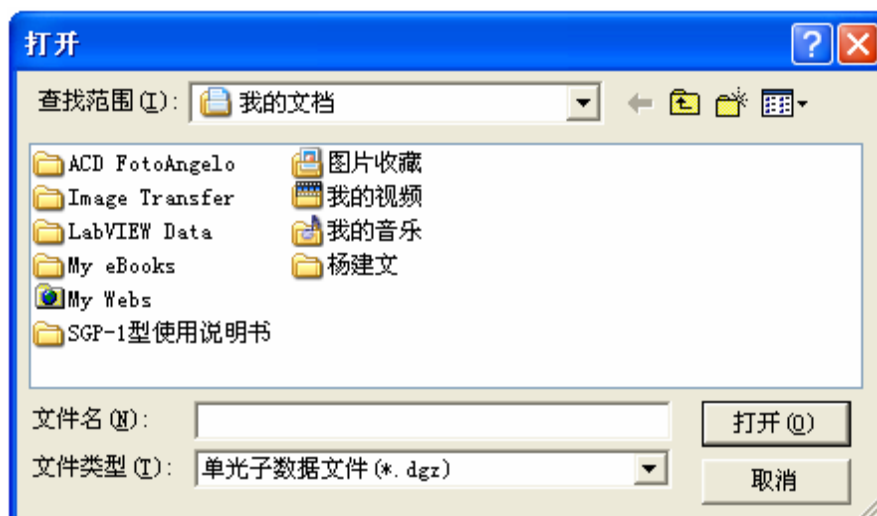 打开
查找范围(I): 我的文档
ACD FotoAngelo
Image Transfer
LabVIEW Data
My eBooks
My Webs
SGP-1型使用说明书
图片收藏
我的视频
我的音乐
杨建文
文件名(N):
打开(O)
文件类型(T): 单光子数据文件(*.dgz)
取消